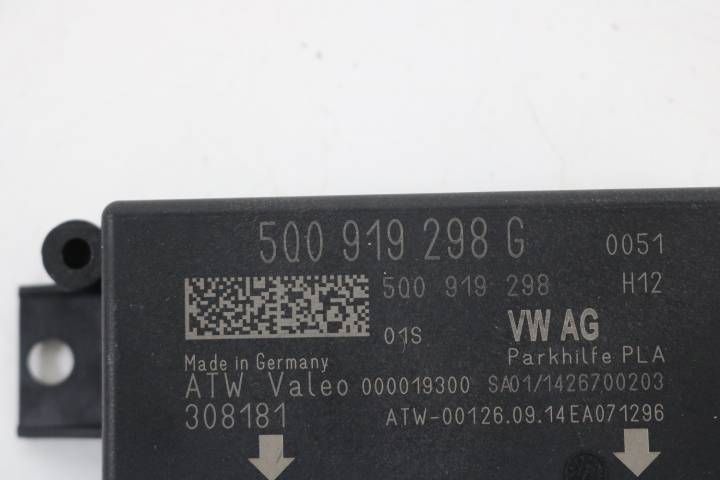 5Q0 919 298 G 0051
5Q0 919 298 H12
01S VW AG
Parkhilfe PLA
Made in Germany
ATW Valeo 000019300 SA01/1426700203
308181 ATW-00126.09.14EA071296